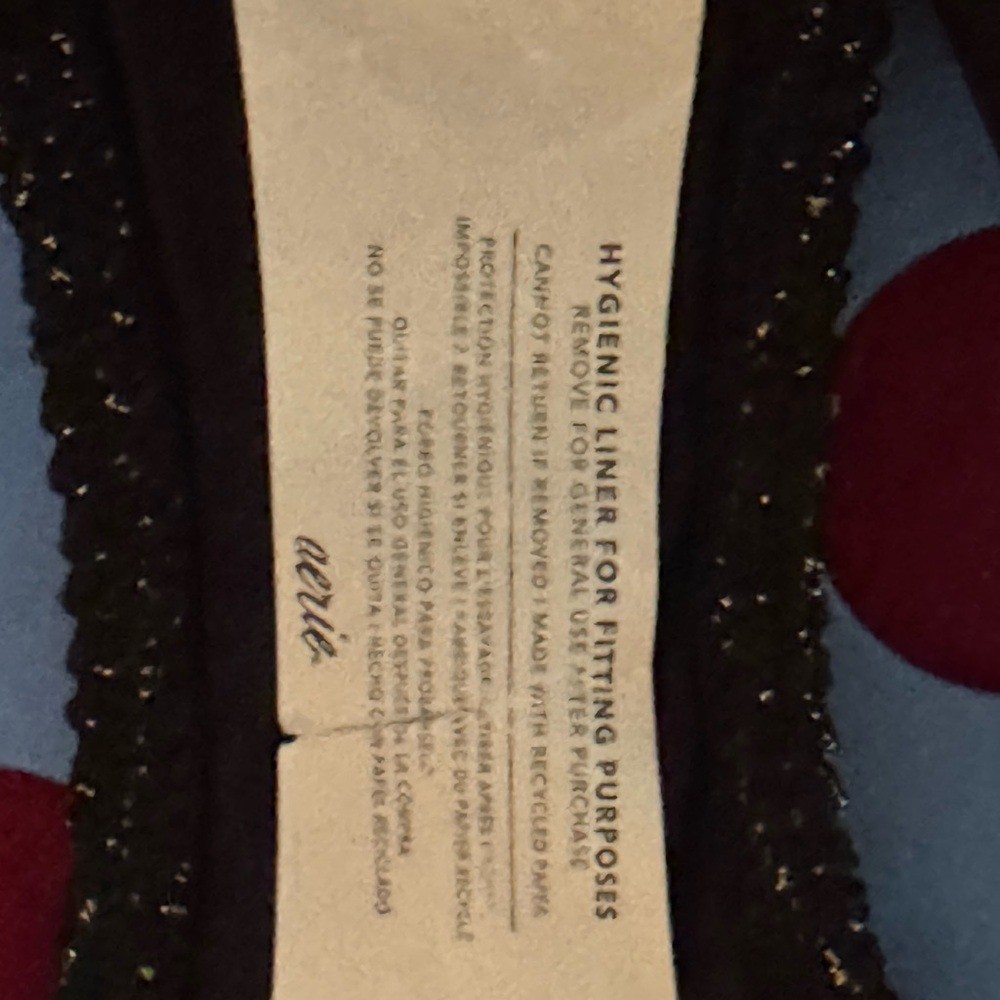 HYGIENIC LINER FOR FITTING PURPOSES
REMOVE FOR GENERAL USE AFTER PURCHASE
CANNOT RETURN IF REMOVED / MADE WITH RECYCLED PAPER
PROTECTION HYGIÉNIQUE POUR L'ESSAYAGE RETIRER APRÈS
IMPOSSIBLE À RETOURNER SI ENLEVÉ / FABRIQUÉ AVEC DU PAPIER RECYCLÉ
FORRO HIGIÉNICO PARA PROBARSE
QUITAR PARA EL USO GENERAL DESPUÉS DE LA COMPRA
NO SE PUEDE DEVOLVER SI SE QUITA / HECHO CON PAPEL RECICLADO
aerie